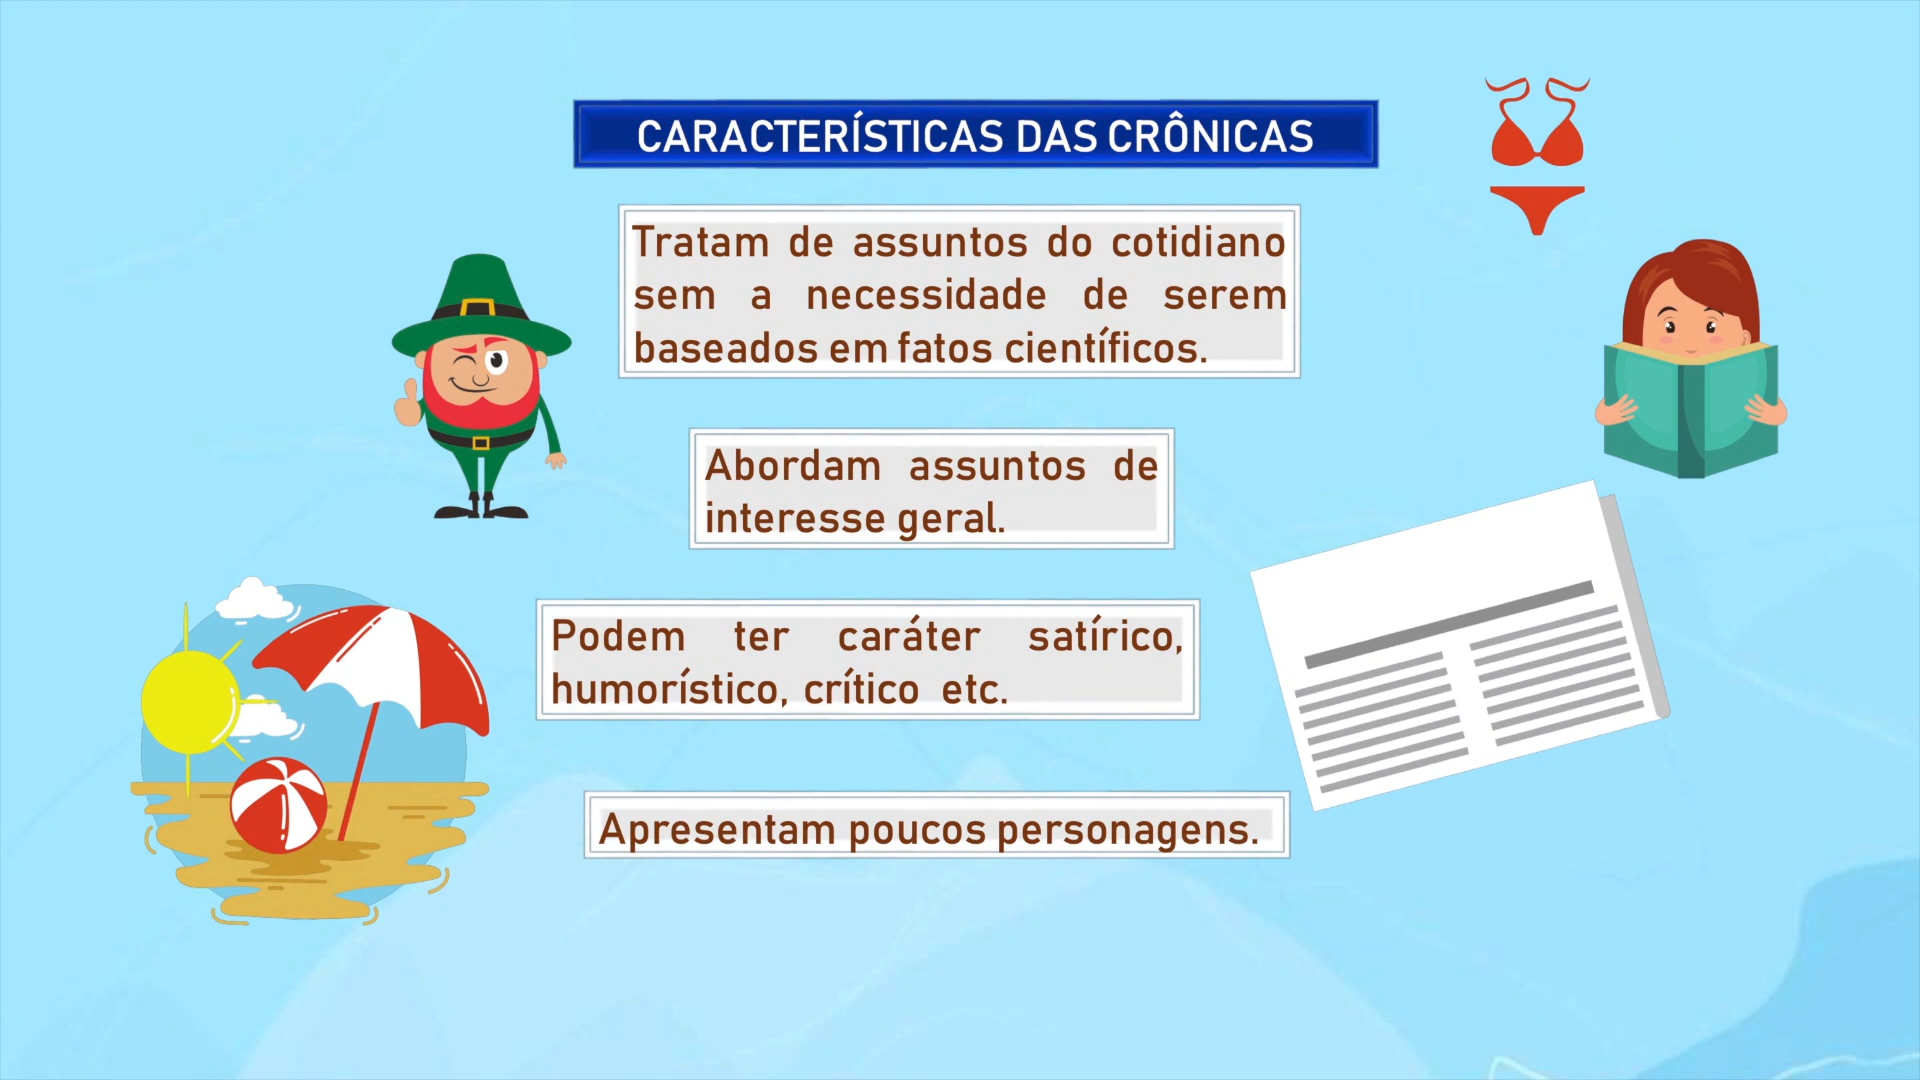 CARACTERÍSTICAS DAS CRÔNICAS
Tratam de assuntos do cotidiano
sem a necessidade de serem
baseados em fatos científicos.
Abordam assuntos de
interesse geral.
Podem ter caráter satírico,
humorístico, crítico etc.
Apresentam poucos personagens.